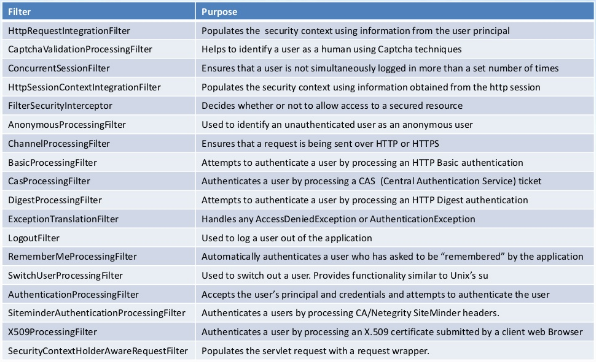 Filter Purpose
HttpRequestIntegrationFilter Populates the security context using information from the user principal
CaptchaValidationProcessingFilter Helps to identify a user as a human using Captcha techniques
ConcurrentSessionFilter Ensures that a user is not simultaneously logged in more than a set number of times
HttpSessionContextIntegrationFilter Populates the security context using information obtained from the http session
FilterSecurityInterceptor Decides whether or not to allow access to a secured resource
AnonymousProcessingFilter Used to identify an unauthenticated user as an anonymous user
ChannelProcessingFilter Ensures that a request is being sent over HTTP or HTTPS
BasicProcessingFilter Attempts to authenticate a user by processing an HTTP Basic authentication
CasProcessingFilter Authenticates a user by processing a CAS (Central Authentication Service) ticket
DigestProcessingFilter Attempts to authenticate a user by processing an HTTP Digest authentication
ExceptionTranslationFilter Handles any AccessDeniedException or AuthenticationException
LogoutFilter Used to log a user out of the application
RememberMeProcessingFilter Automatically authenticates a user who has asked to be “remembered” by the application
SwitchUserProcessingFilter Used to switch out a user. Provides functionality similar to Unix’s su
AuthenticationProcessingFilter Accepts the user’s principal and credentials and attempts to authenticate the user
SiteminderAuthenticationProcessingFilter Authenticates a users by processing CA/Netegrity SiteMinder headers.
X509ProcessingFilter Authenticates a user by processing an X.509 certificate submitted by a client web Browser
SecurityContextHolderAwareRequestFilter Populates the servlet request with a request wrapper.